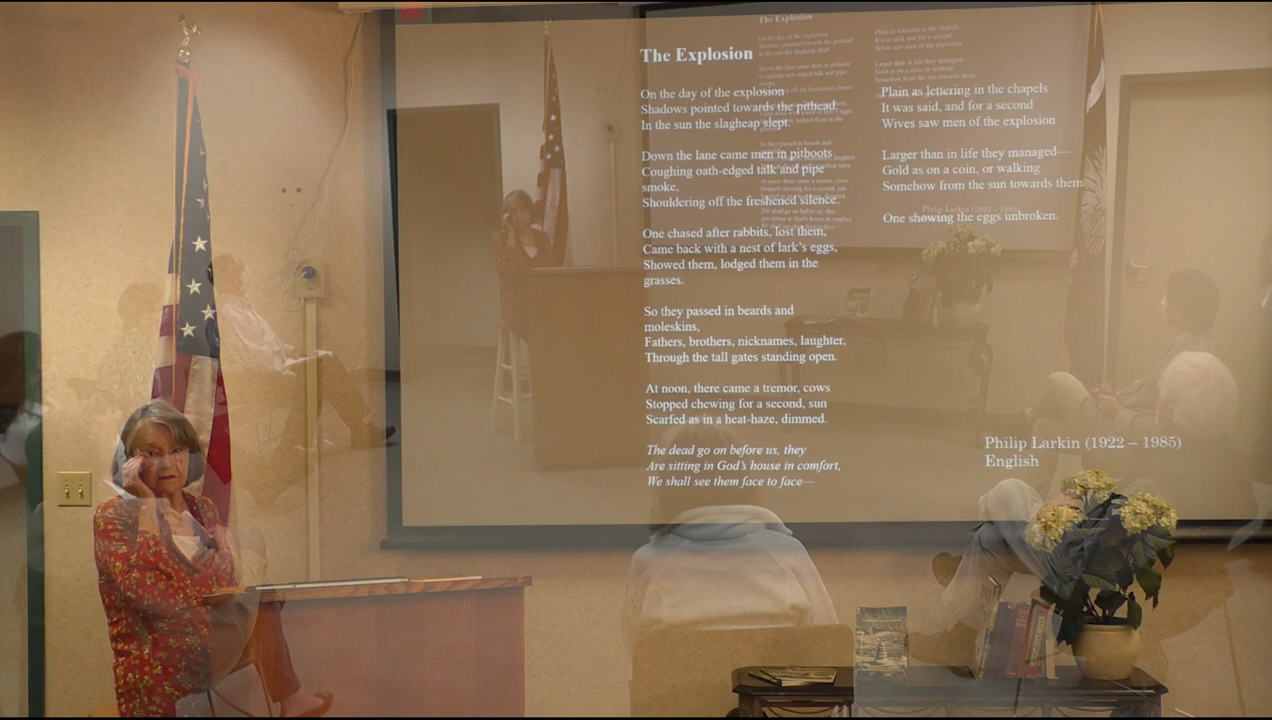 The Explosion
On the day of the explosion
Shadows pointed towards the pithead.
In the sun the slagheap slept.
Down the lane came men in pitboots
Coughing oath-edged talk and pipe
smoke,
Shouldering off the freshened silence.
One chased after rabbits, lost them,
Came back with a nest of lark's eggs,
Showed them, lodged them in the
grasses.
So they passed in beards and
moleskins,
Fathers, brothers, nicknames, laughter,
Through the tall gates standing open.
At noon, there came a tremor, cows
Stopped chewing for a second, sun
Scarfed as in a heat-haze, dimmed.
The dead go on before us, they
Are sitting in God's house in comfort,
We shall see them face to face—
Plain as lettering in the chapels
It was said, and for a second
Wives saw men of the explosion
Larger than in life they managed—
Gold as on a coin, or walking
Somehow from the sun towards them
One showing the eggs unbroken.
Philip Larkin (1922 – 1985)
English
The Explosion